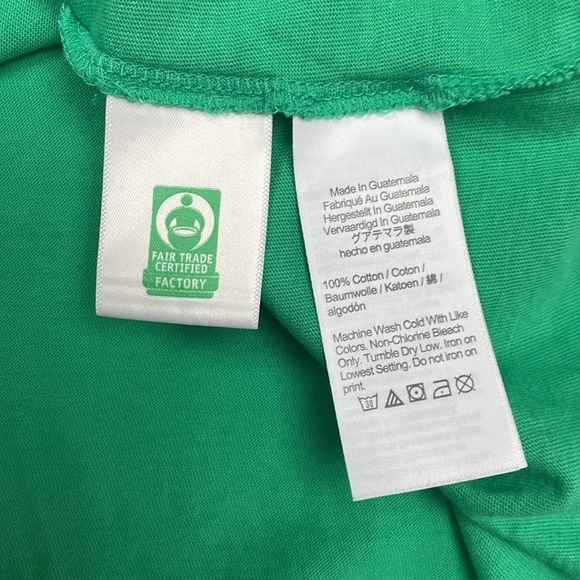 FAIR TRADE
CERTIFIED
FACTORY
Made In Guatemala
Fabriqué Au Guatemala
Hergestellt In Guatemala
Vervaardigd In Guatemala
グアテマラ製
hecho en guatemala
100% Cotton / Coton /
Baumwolle / Katoen / 綿 /
algodón
Machine Wash Cold With Like
Colors. Non-Chlorine Bleach
Only. Tumble Dry Low. Iron on
Lowest Setting. Do not iron on
print.
30